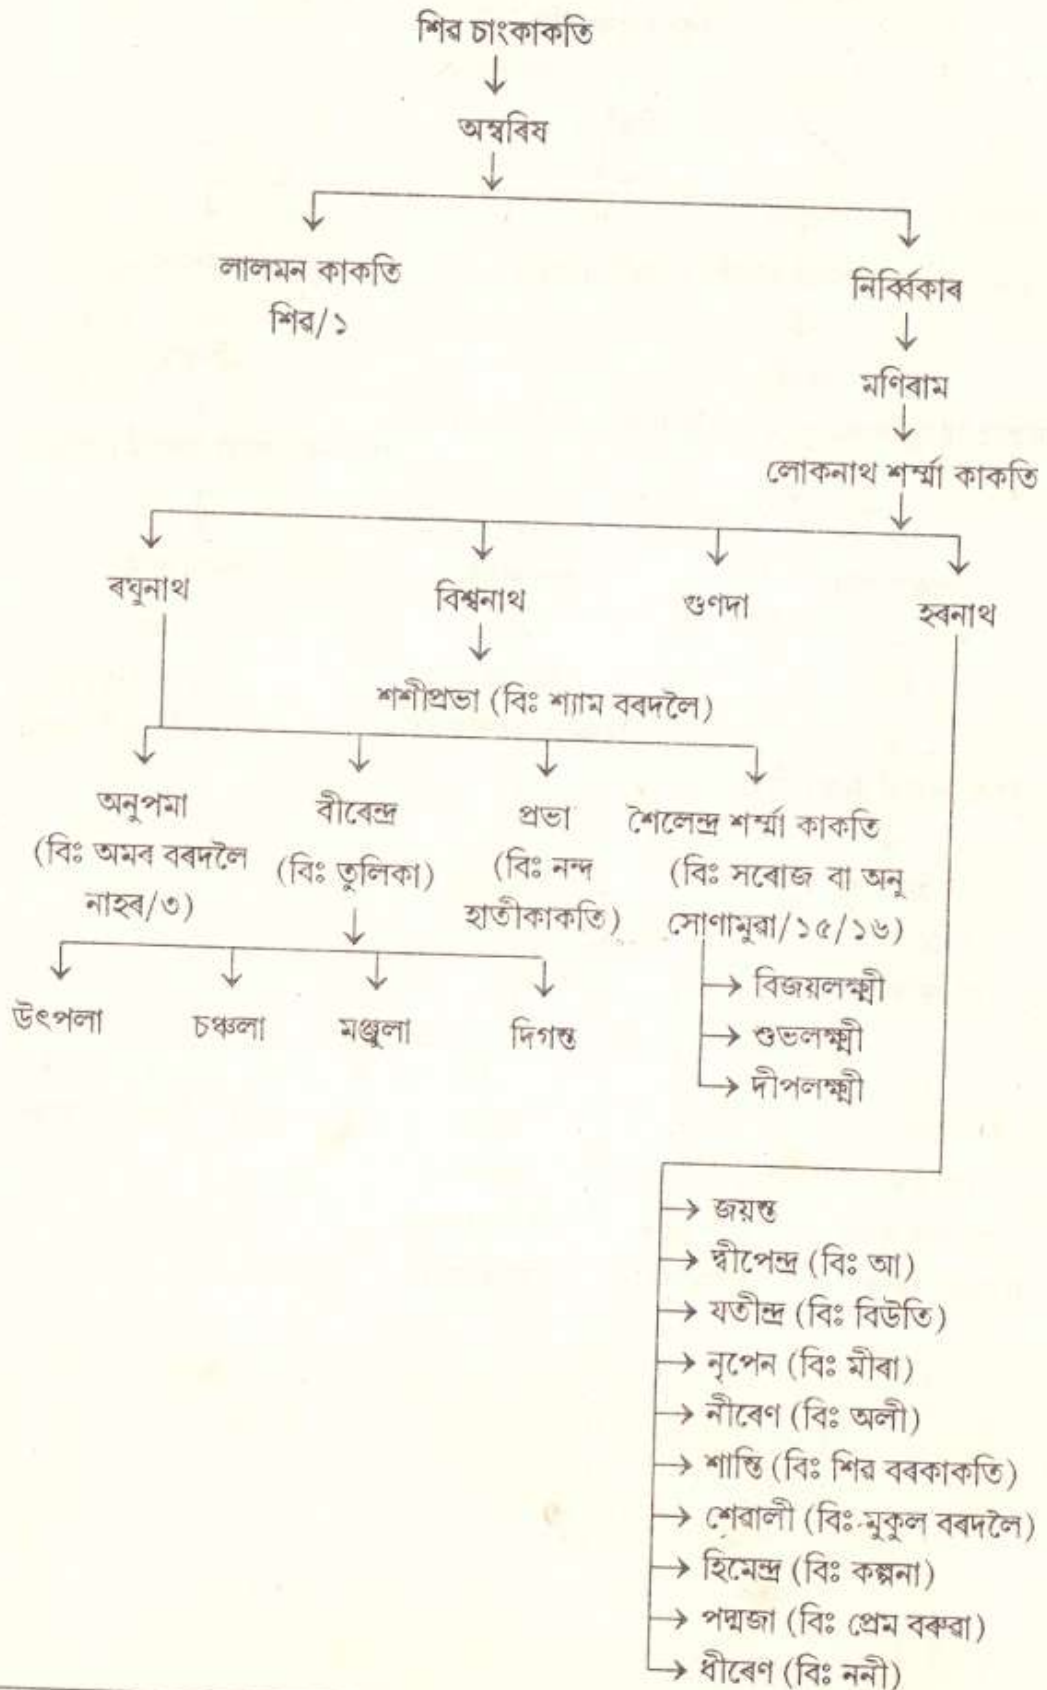 শিৱ চাংকাকতি
অম্বৰিষ
লালমন কাকতি
শিৱ/১
নিৰ্ব্বিকাৰ
মণিৰাম
লোকনাথ শৰ্ম্মা কাকতি
ৰঘুনাথ বিশ্বনাথ গুণদা হৰনাথ
শশীপ্ৰভা (বিঃ শ্যাম বৰদলৈ)
অনুপমা
(বিঃ অমৰ বৰদলৈ
নাহৰ/৩)
বীৰেন্দ্ৰ
(বিঃ তুলিকা)
প্ৰভা
(বিঃ নন্দ
হাতীকাকতি)
শৈলেন্দ্ৰ শৰ্ম্মা কাকতি
(বিঃ সৰোজ বা অনু
সোণামুৱা/১৫/১৬)
উৎপলা চঞ্চলা মঞ্জুলা দিগন্ত
বিজয়লক্ষ্মী
শুভলক্ষ্মী
দীপলক্ষ্মী
জয়ন্ত
দ্বীপেন্দ্ৰ (বিঃ আ)
যতীন্দ্ৰ (বিঃ বিউতি)
নৃপেন (বিঃ মীৰা)
নীৰেণ (বিঃ অলী)
শান্তি (বিঃ শিৱ বৰকাকতি)
শেৱালী (বিঃ মুকুল বৰদলৈ)
হিমেন্দ্ৰ (বিঃ কল্পনা)
পদ্মজা (বিঃ প্ৰেম বৰুৱা)
ধীৰেণ (বিঃ ননী)